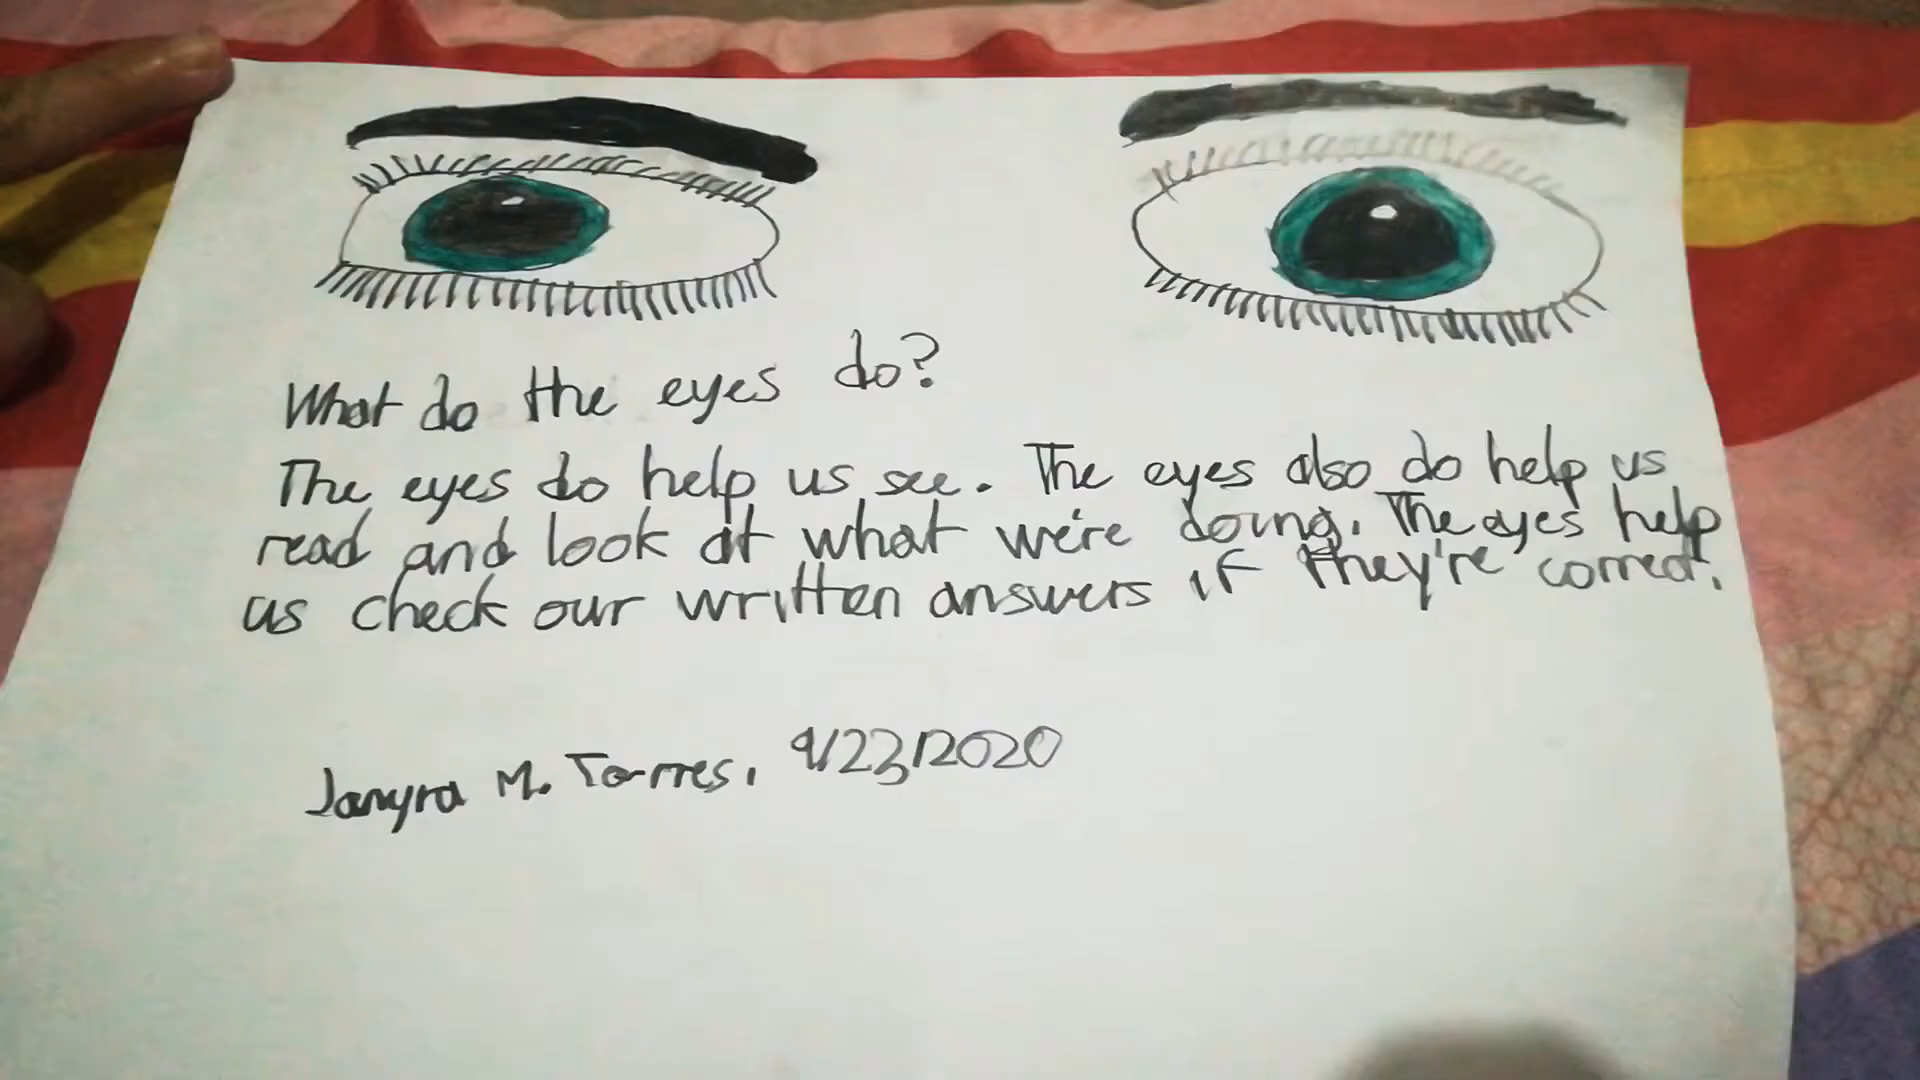 What do the eyes do?
The eyes do help us see. The eyes also do help us
read and look at what we're doing. The eyes help
us check our written answers if they're correct.
Janyra M. Torres, 9/23/2020